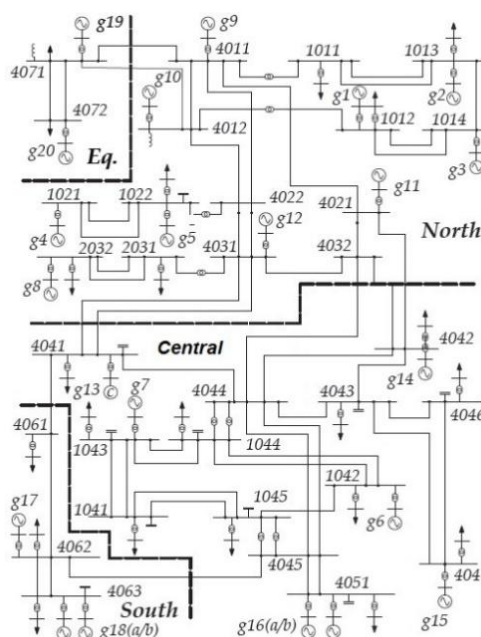 g19
g9
4071
4011
1011
1013
g10
g1
g2
4072
4012
1012
1014
g20
Eq.
g3
g11
1021
1022
4022
4021
g12
North
g4
g5
2032
2031
4031
4032
g8
Central
4041
4042
g13
g7
4044
4043
g14
4061
4046
1043
1044
g17
1042
1041
1045
g6
4062
4045
404
4063
4051
g15
South
g18(a/b)
g16(a/b)